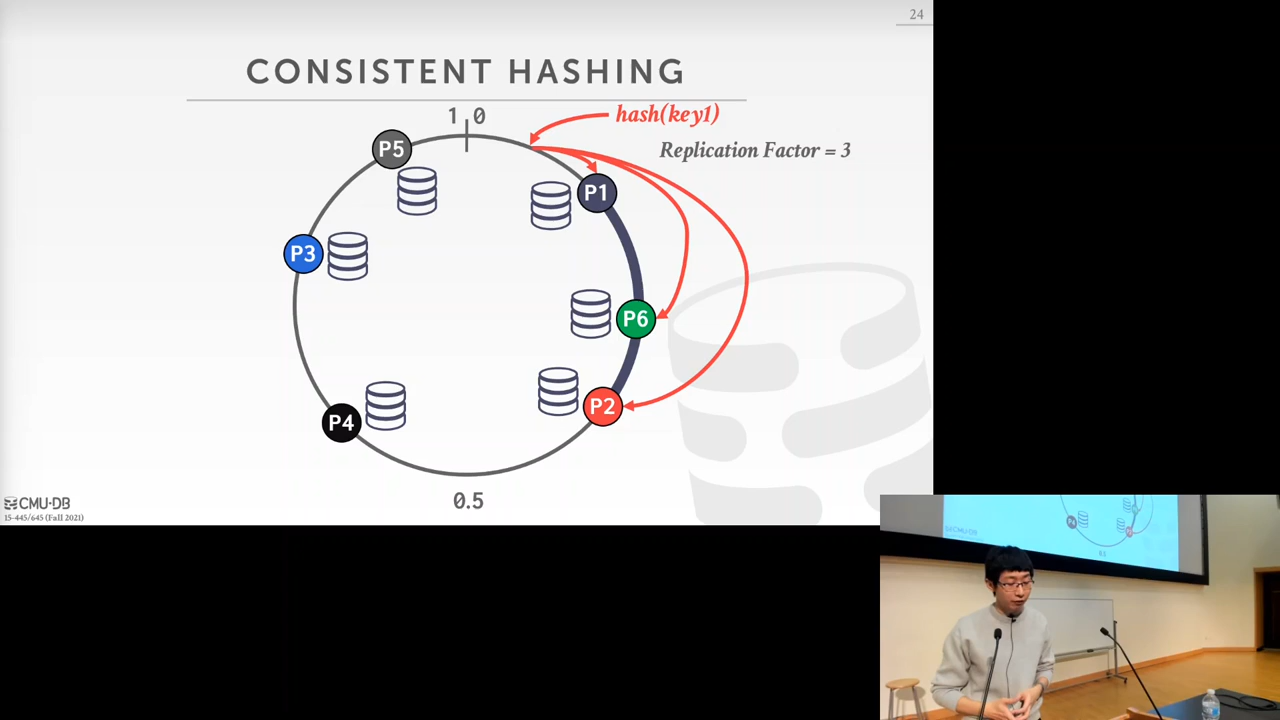 24
CONSISTENT HASHING
1 0
hash(key1)
Replication Factor = 3
P5
P1
P3
P6
P2
P4
0.5
CMU·DB
15-445/645 (Fall 2021)